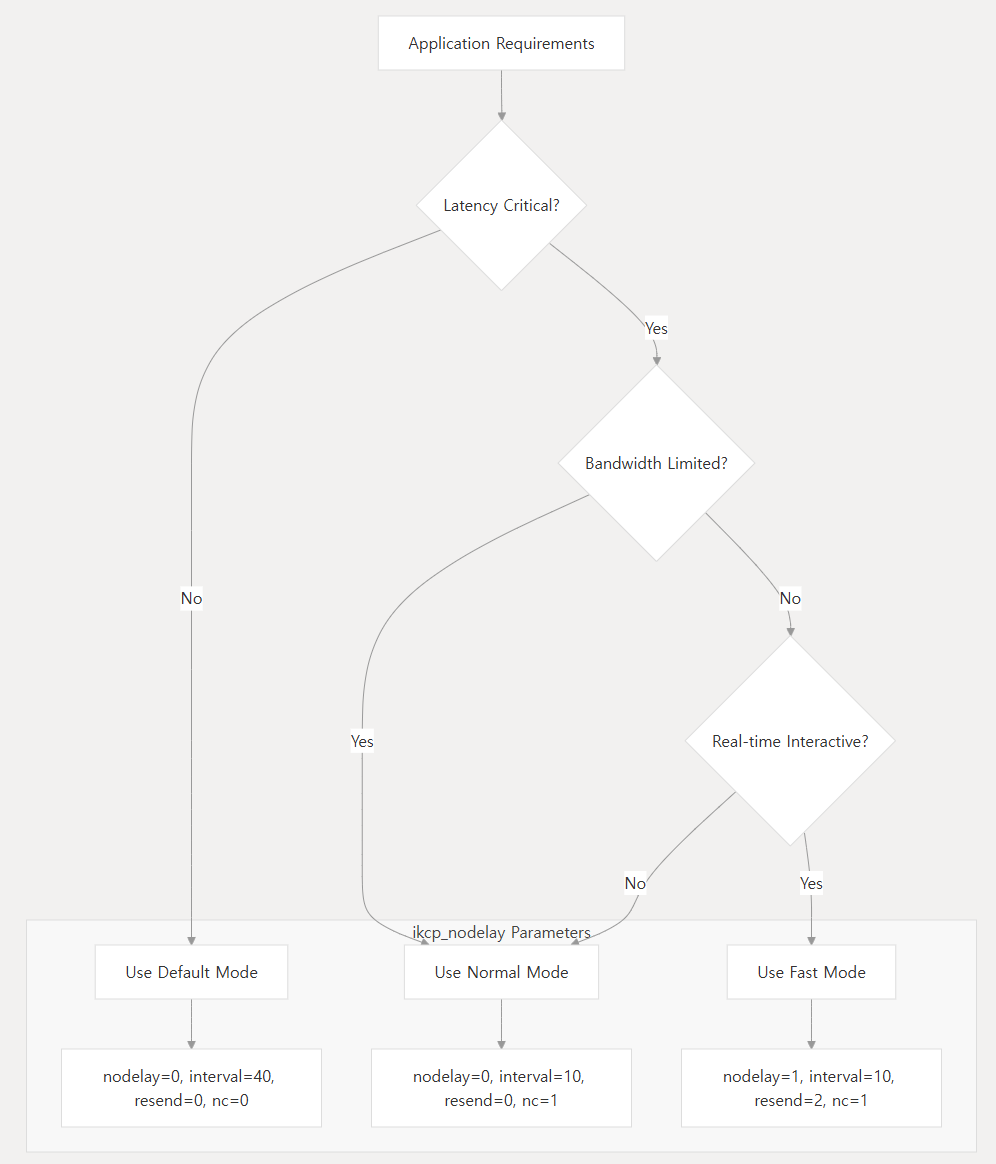 Application Requirements
Latency Critical?
Yes
Bandwidth Limited?
No
No
Yes
Real-time Interactive?
No
Yes
ikcp_nodelay Parameters
Use Default Mode
Use Normal Mode
Use Fast Mode
nodelay=0, interval=40,
resend=0, nc=0
nodelay=0, interval=10,
resend=0, nc=1
nodelay=1, interval=10,
resend=2, nc=1